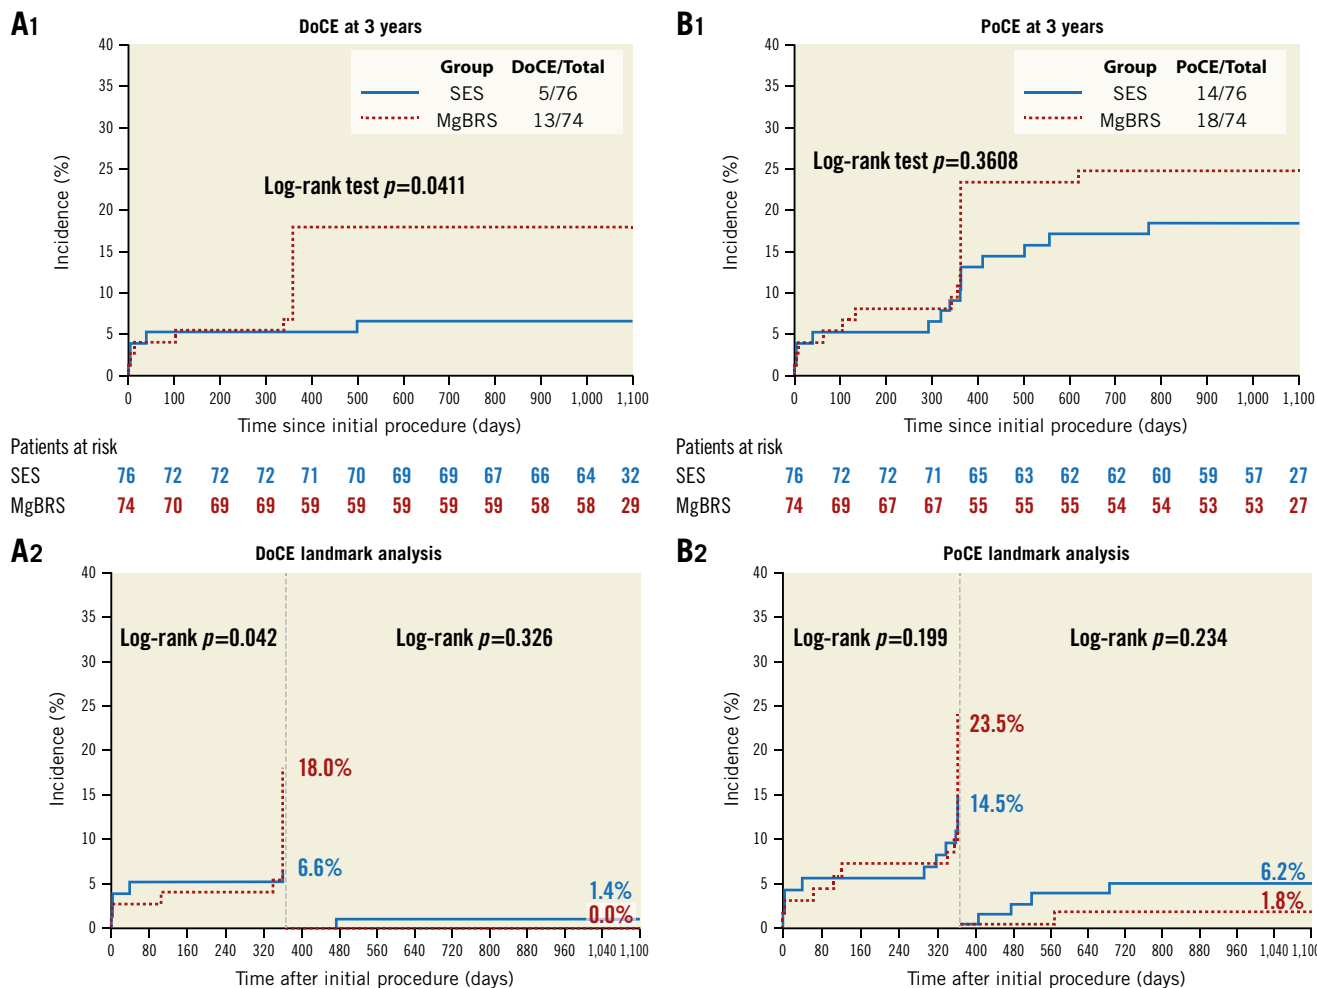 A1
DoCE at 3 years
40
35
30
25
20
15
10
5
0
Incidence (%)
Group DoCE/Total
SES 5/76
MgBRS 13/74
Log-rank test p=0.0411
0 100 200 300 400 500 600 700 800 900 1,000 1,100
Time since initial procedure (days)
Patients at risk
SES 76 72 72 72 71 70 69 69 67 66 64 32
MgBRS 74 70 69 69 59 59 59 59 59 58 58 29
B1
PoCE at 3 years
40
35
30
25
20
15
10
5
0
Incidence (%)
Group PoCE/Total
SES 14/76
MgBRS 18/74
Log-rank test p=0.3608
0 100 200 300 400 500 600 700 800 900 1,000 1,100
Time since initial procedure (days)
Patients at risk
SES 76 72 72 71 65 63 62 62 60 59 57 27
MgBRS 74 69 67 67 55 55 55 54 54 53 53 27
A2
DoCE landmark analysis
40
35
30
25
20
15
10
5
0
Incidence (%)
Log-rank p=0.042
Log-rank p=0.326
18.0%
6.6%
1.4%
0.0%
0 80 160 240 320 400 480 560 640 720 800 880 960 1,040 1,100
Time after initial procedure (days)
B2
PoCE landmark analysis
40
35
30
25
20
15
10
5
0
Incidence (%)
Log-rank p=0.199
Log-rank p=0.234
23.5%
14.5%
6.2%
1.8%
0 80 160 240 320 400 480 560 640 720 800 880 960 1,040 1,100
Time after initial procedure (days)